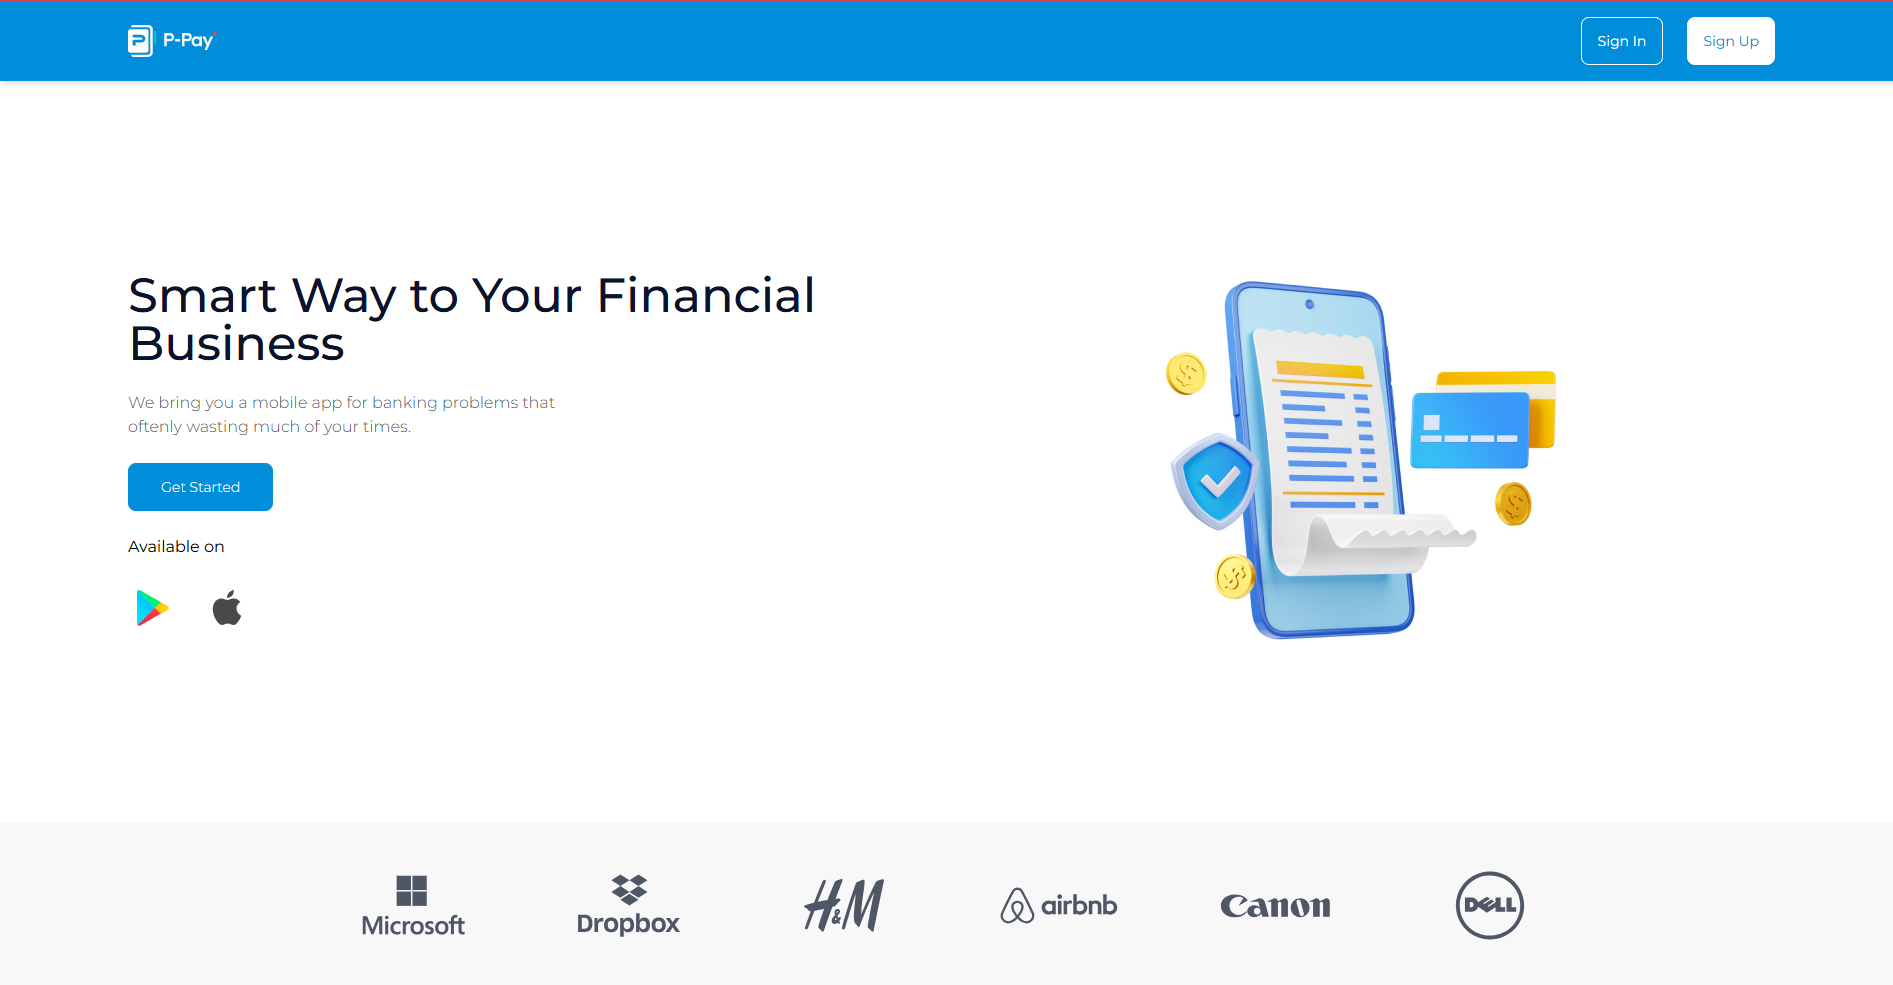 P-Pay
Sign In
Sign Up
Smart Way to Your Financial
Business
We bring you a mobile app for banking problems that
oftenly wasting much of your times.
Get Started
Available on
Microsoft
Dropbox
H&M
airbnb
Canon
DELL